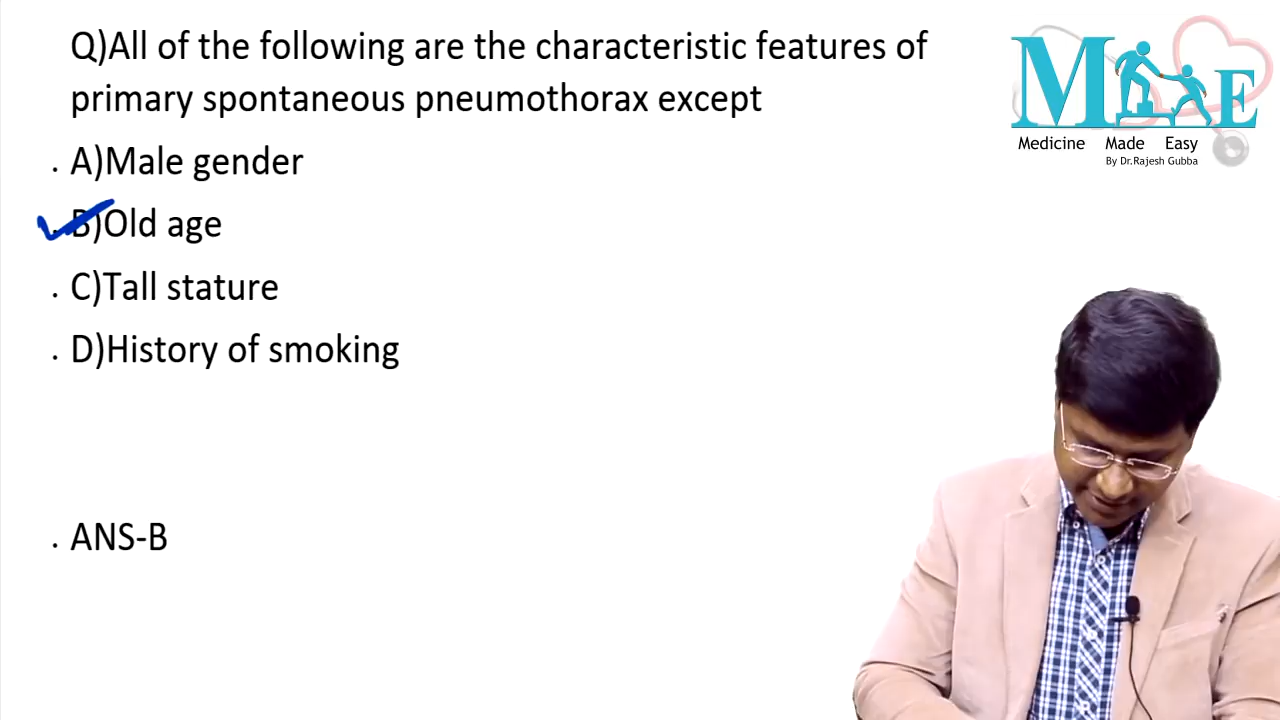 Q)All of the following are the characteristic features of
primary spontaneous pneumothorax except
. A)Male gender
. B)Old age
. C)Tall stature
. D)History of smoking
. ANS-B
M E
Medicine Made Easy
By Dr.Rajesh Gubba